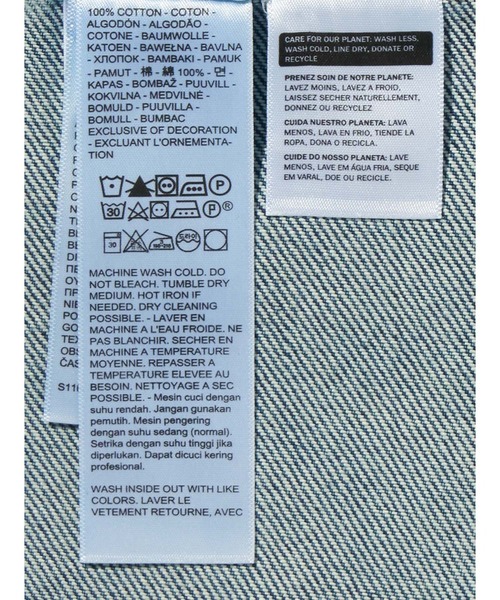 100% COTTON - COTON -
ALGODÓN - ALGODÃO -
COTONE - BAUMWOLLE -
KATOEN - BAWEŁNA - BAVLNA
- ХЛОПОК - BAMBAKI - PAMUK
- PAMUT - 棉 - 綿 100% - 면 -
KAPAS - BOMBAŽ - PUUVILL -
KOKVILNA - MEDVILNE -
BOMULD - PUUVILLA -
BOMULL - BUMBAC
EXCLUSIVE OF DECORATION
- EXCLUANT L'ORNEMENTA-
TION
P
30 P ®
30
MACHINE WASH COLD. DO
NOT BLEACH. TUMBLE DRY
MEDIUM. HOT IRON IF
NEEDED. DRY CLEANING
POSSIBLE. - LAVER EN
MACHINE A L'EAU FROIDE. NE
PAS BLANCHIR. SECHER EN
MACHINE A TEMPERATURE
MOYENNE. REPASSER A
TEMPERATURE ELEVEE AU
BESOIN. NETTOYAGE A SEC
POSSIBLE. - Mesin cuci dengan
suhu rendah. Jangan gunakan
pemutih. Mesin pengering
dengan suhu sedang (normal).
Setrika dengan suhu tinggi jika
diperlukan. Dapat dicuci kering
profesional.
WASH INSIDE OUT WITH LIKE
COLORS. LAVER LE
VETEMENT RETOURNE, AVEC
CARE FOR OUR PLANET: WASH LESS,
WASH COLD, LINE DRY, DONATE OR
RECYCLE
PRENEZ SOIN DE NOTRE PLANETE:
LAVEZ MOINS, LAVEZ A FROID,
LAISSEZ SECHER NATURELLEMENT,
DONNEZ OU RECYCLEZ
CUIDA NUESTRO PLANETA: LAVA
MENOS, LAVA EN FRIO, TIENDE LA
ROPA, DONA O RECICLA.
CUIDE DO NOSSO PLANETA: LAVE
MENOS, LAVE EM ÁGUA FRIA, SEQUE
EM VARAL, DOE OU RECICLE.